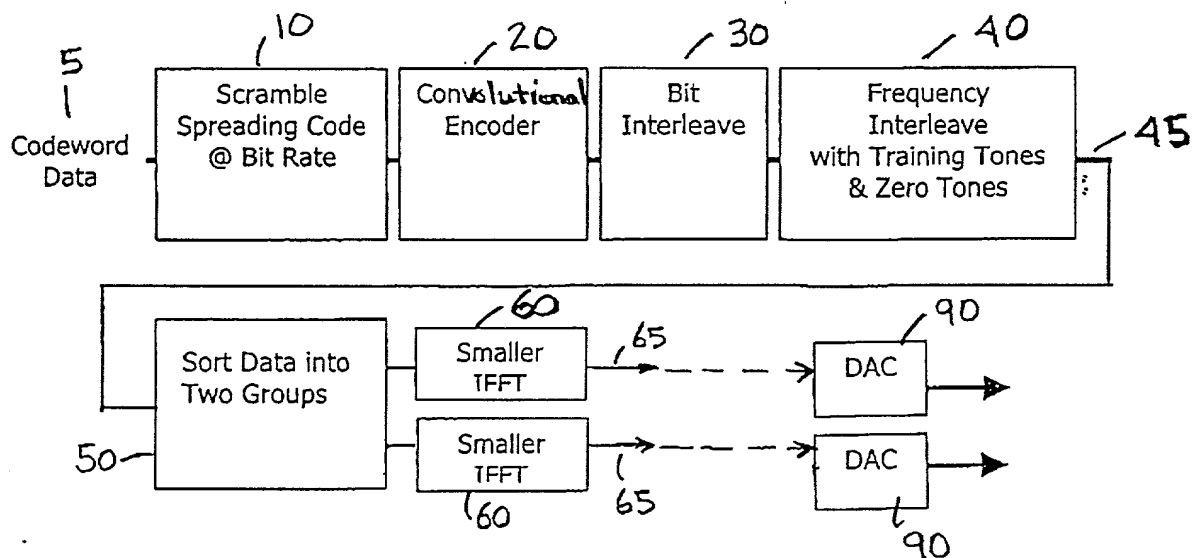 10
20
30
40
5
Codeword
Data
Scramble
Spreading Code
@ Bit Rate
Convolutional
Encoder
Bit
Interleave
Frequency
Interleave
with Training Tones
& Zero Tones
45
50
Sort Data into
Two Groups
60
Smaller
IFFT
65
90
DAC
Smaller
IFFT
60
65
DAC
90